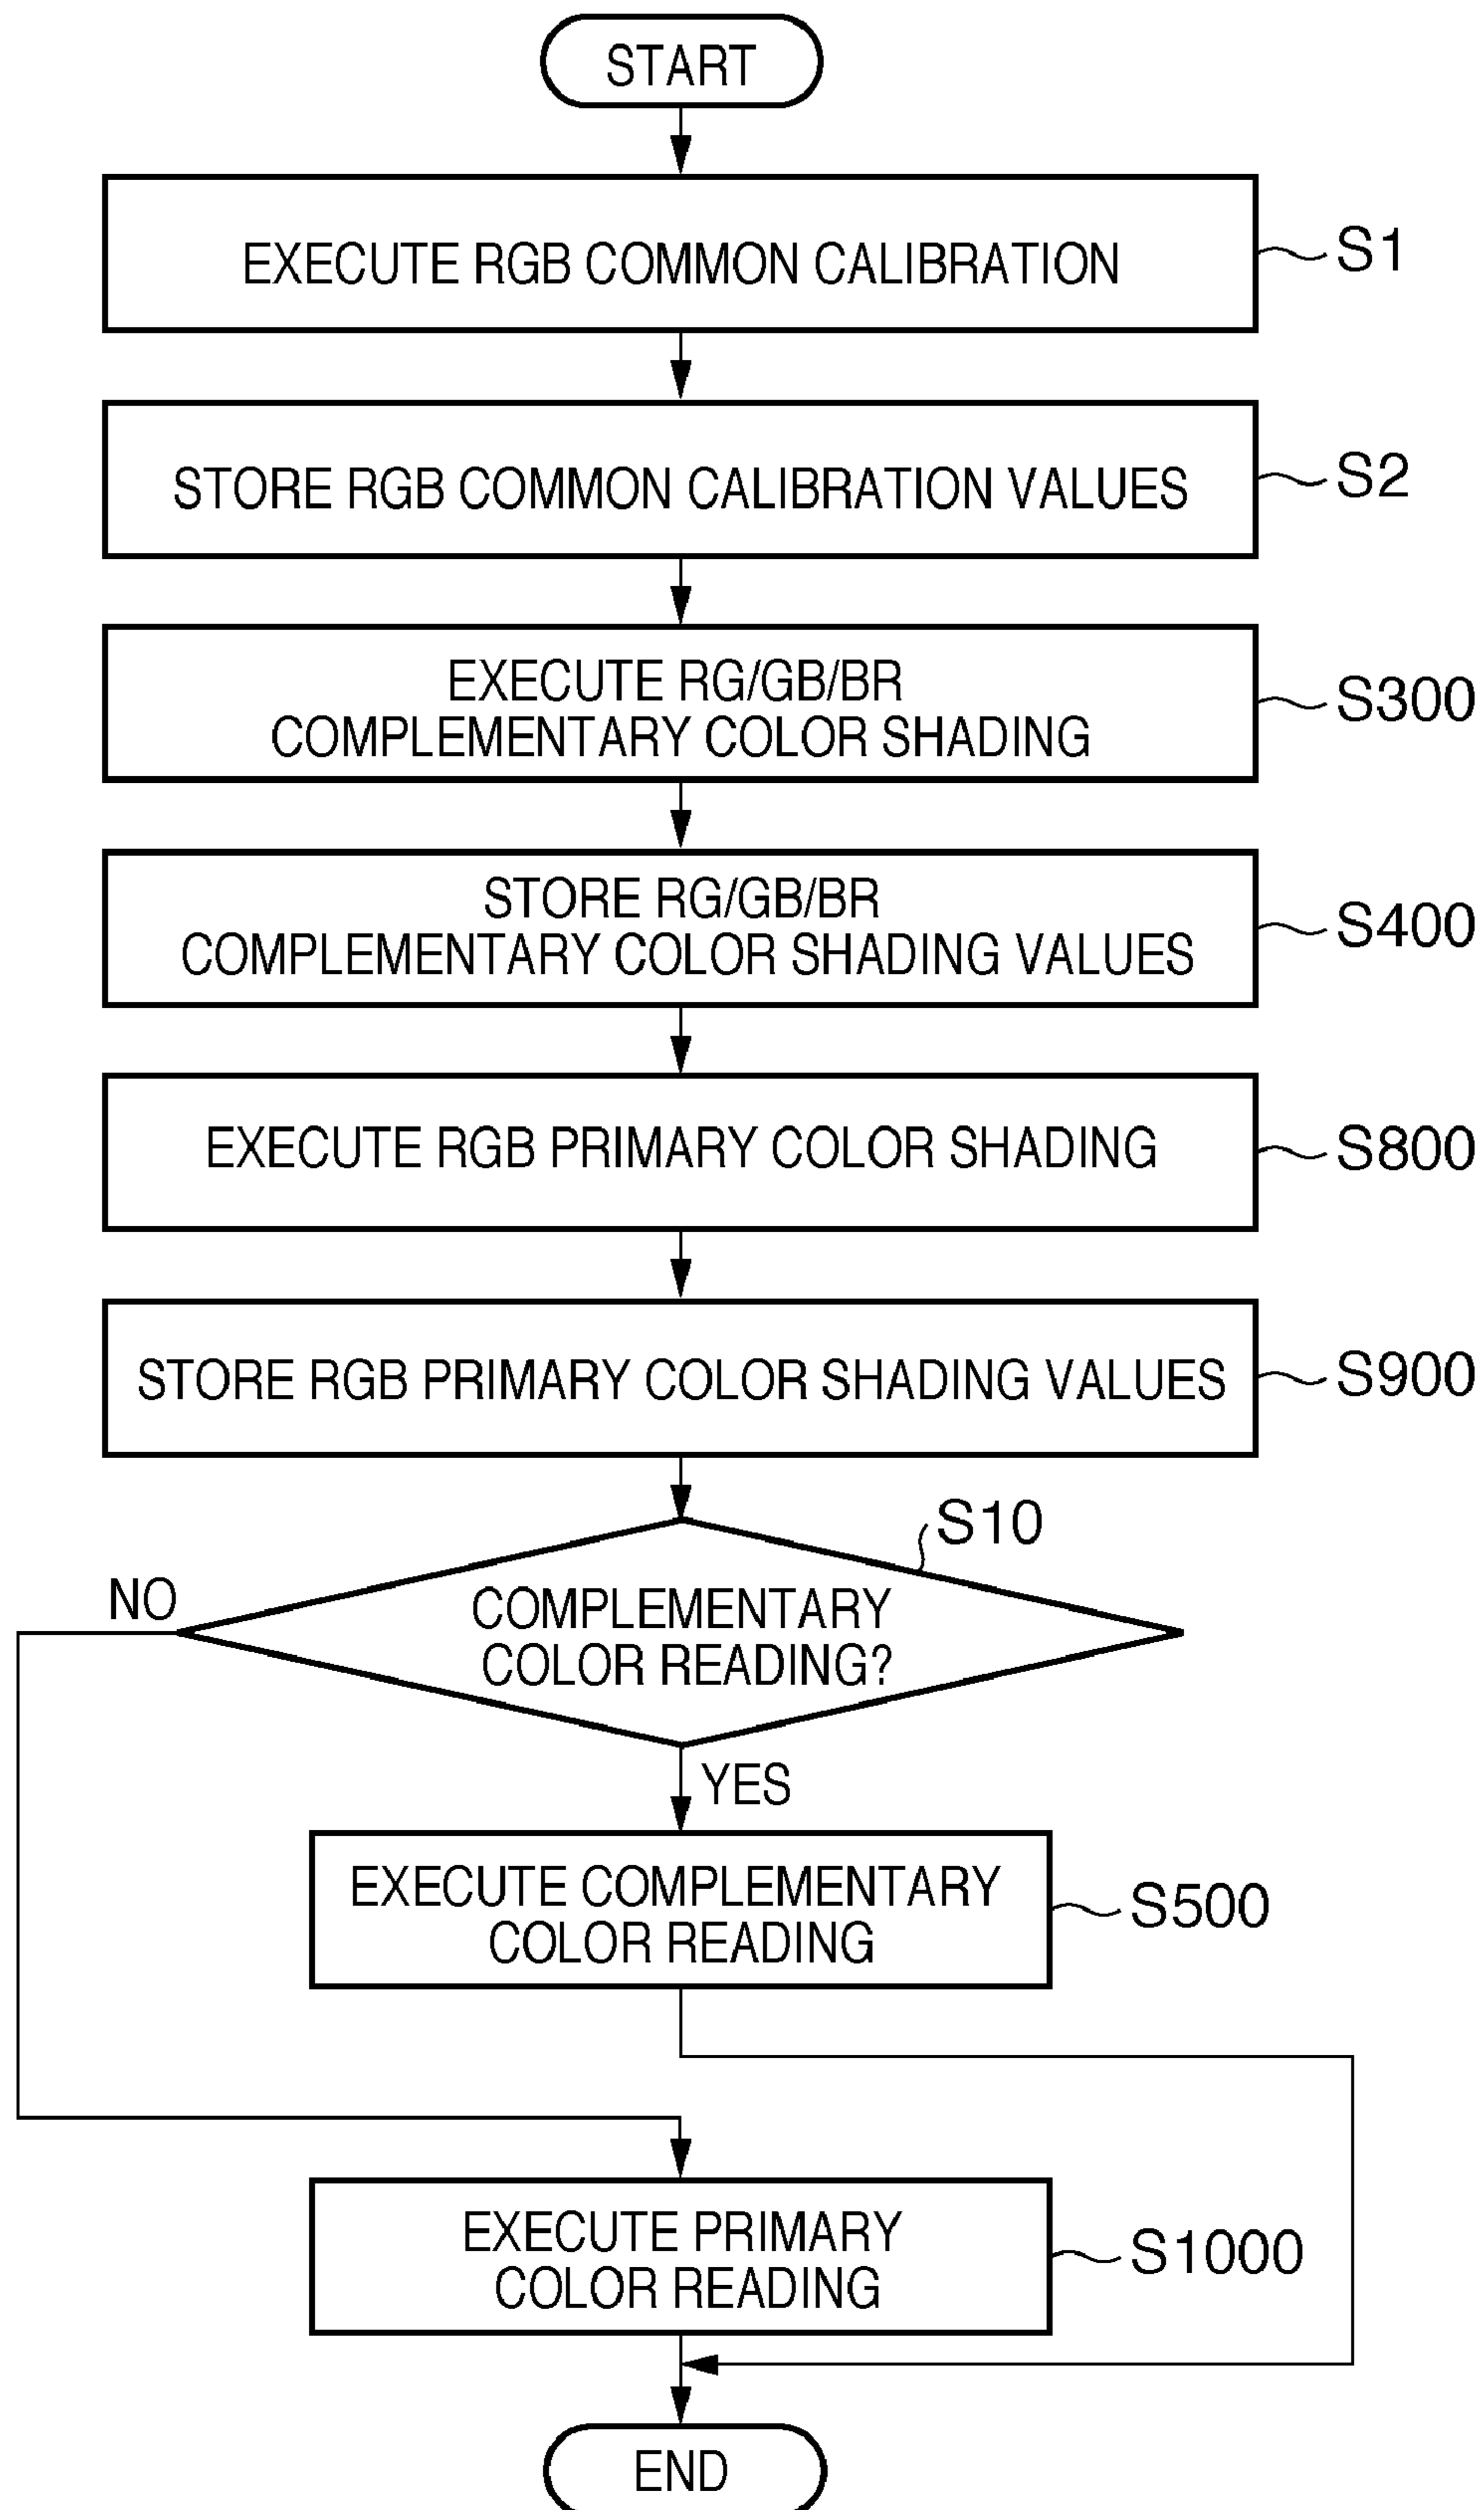 START
EXECUTE RGB COMMON CALIBRATION
S1
STORE RGB COMMON CALIBRATION VALUES
S2
EXECUTE RG/GB/BR
COMPLEMENTARY COLOR SHADING
S300
STORE RG/GB/BR
COMPLEMENTARY COLOR SHADING VALUES
S400
EXECUTE RGB PRIMARY COLOR SHADING
S800
STORE RGB PRIMARY COLOR SHADING VALUES
S900
S10
NO
COMPLEMENTARY
COLOR READING?
YES
EXECUTE COMPLEMENTARY
COLOR READING
S500
EXECUTE PRIMARY
COLOR READING
S1000
END